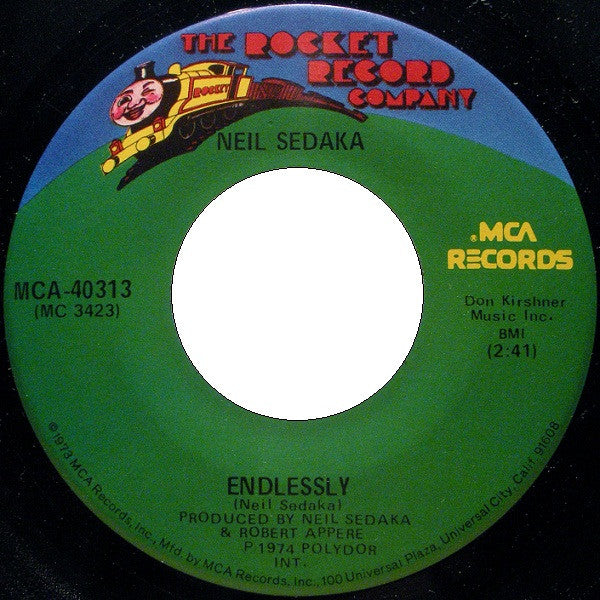 THE ROCKET
RECORD
COMPANY
ROCKET
NEIL SEDAKA
®MCA
RECORDS
MCA-40313
(MC 3423)
Don Kirshner
Music Inc.
BMI
(2:41)
ENDLESSLY
(Neil Sedaka)
PRODUCED BY NEIL SEDAKA
& ROBERT APPERE
P 1974 POLYDOR
INT.
©1973 MCA Records, Inc., Mfd. by MCA Records, Inc., 100 Universal Plaza, Universal City, Calif. 91608